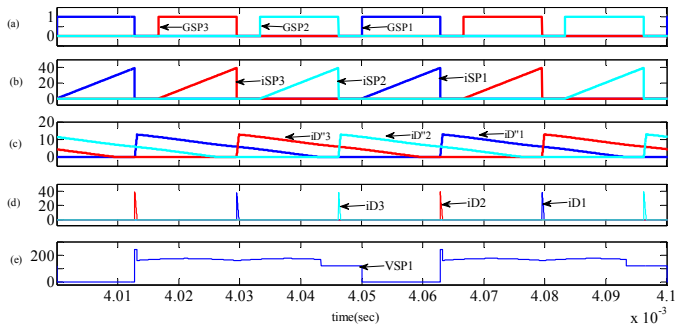 (a)
1
0
GSP3
GSP2
GSP1
(b)
40
20
0
iSP3
iSP2
iSP1
(c)
20
10
0
iD"3
iD"2
iD"1
(d)
40
20
0
iD3
iD2
iD1
(e)
200
0
VSP1
4.01 4.02 4.03 4.04 4.05 4.06 4.07 4.08 4.09 4.1
time(sec)
x 10⁻³